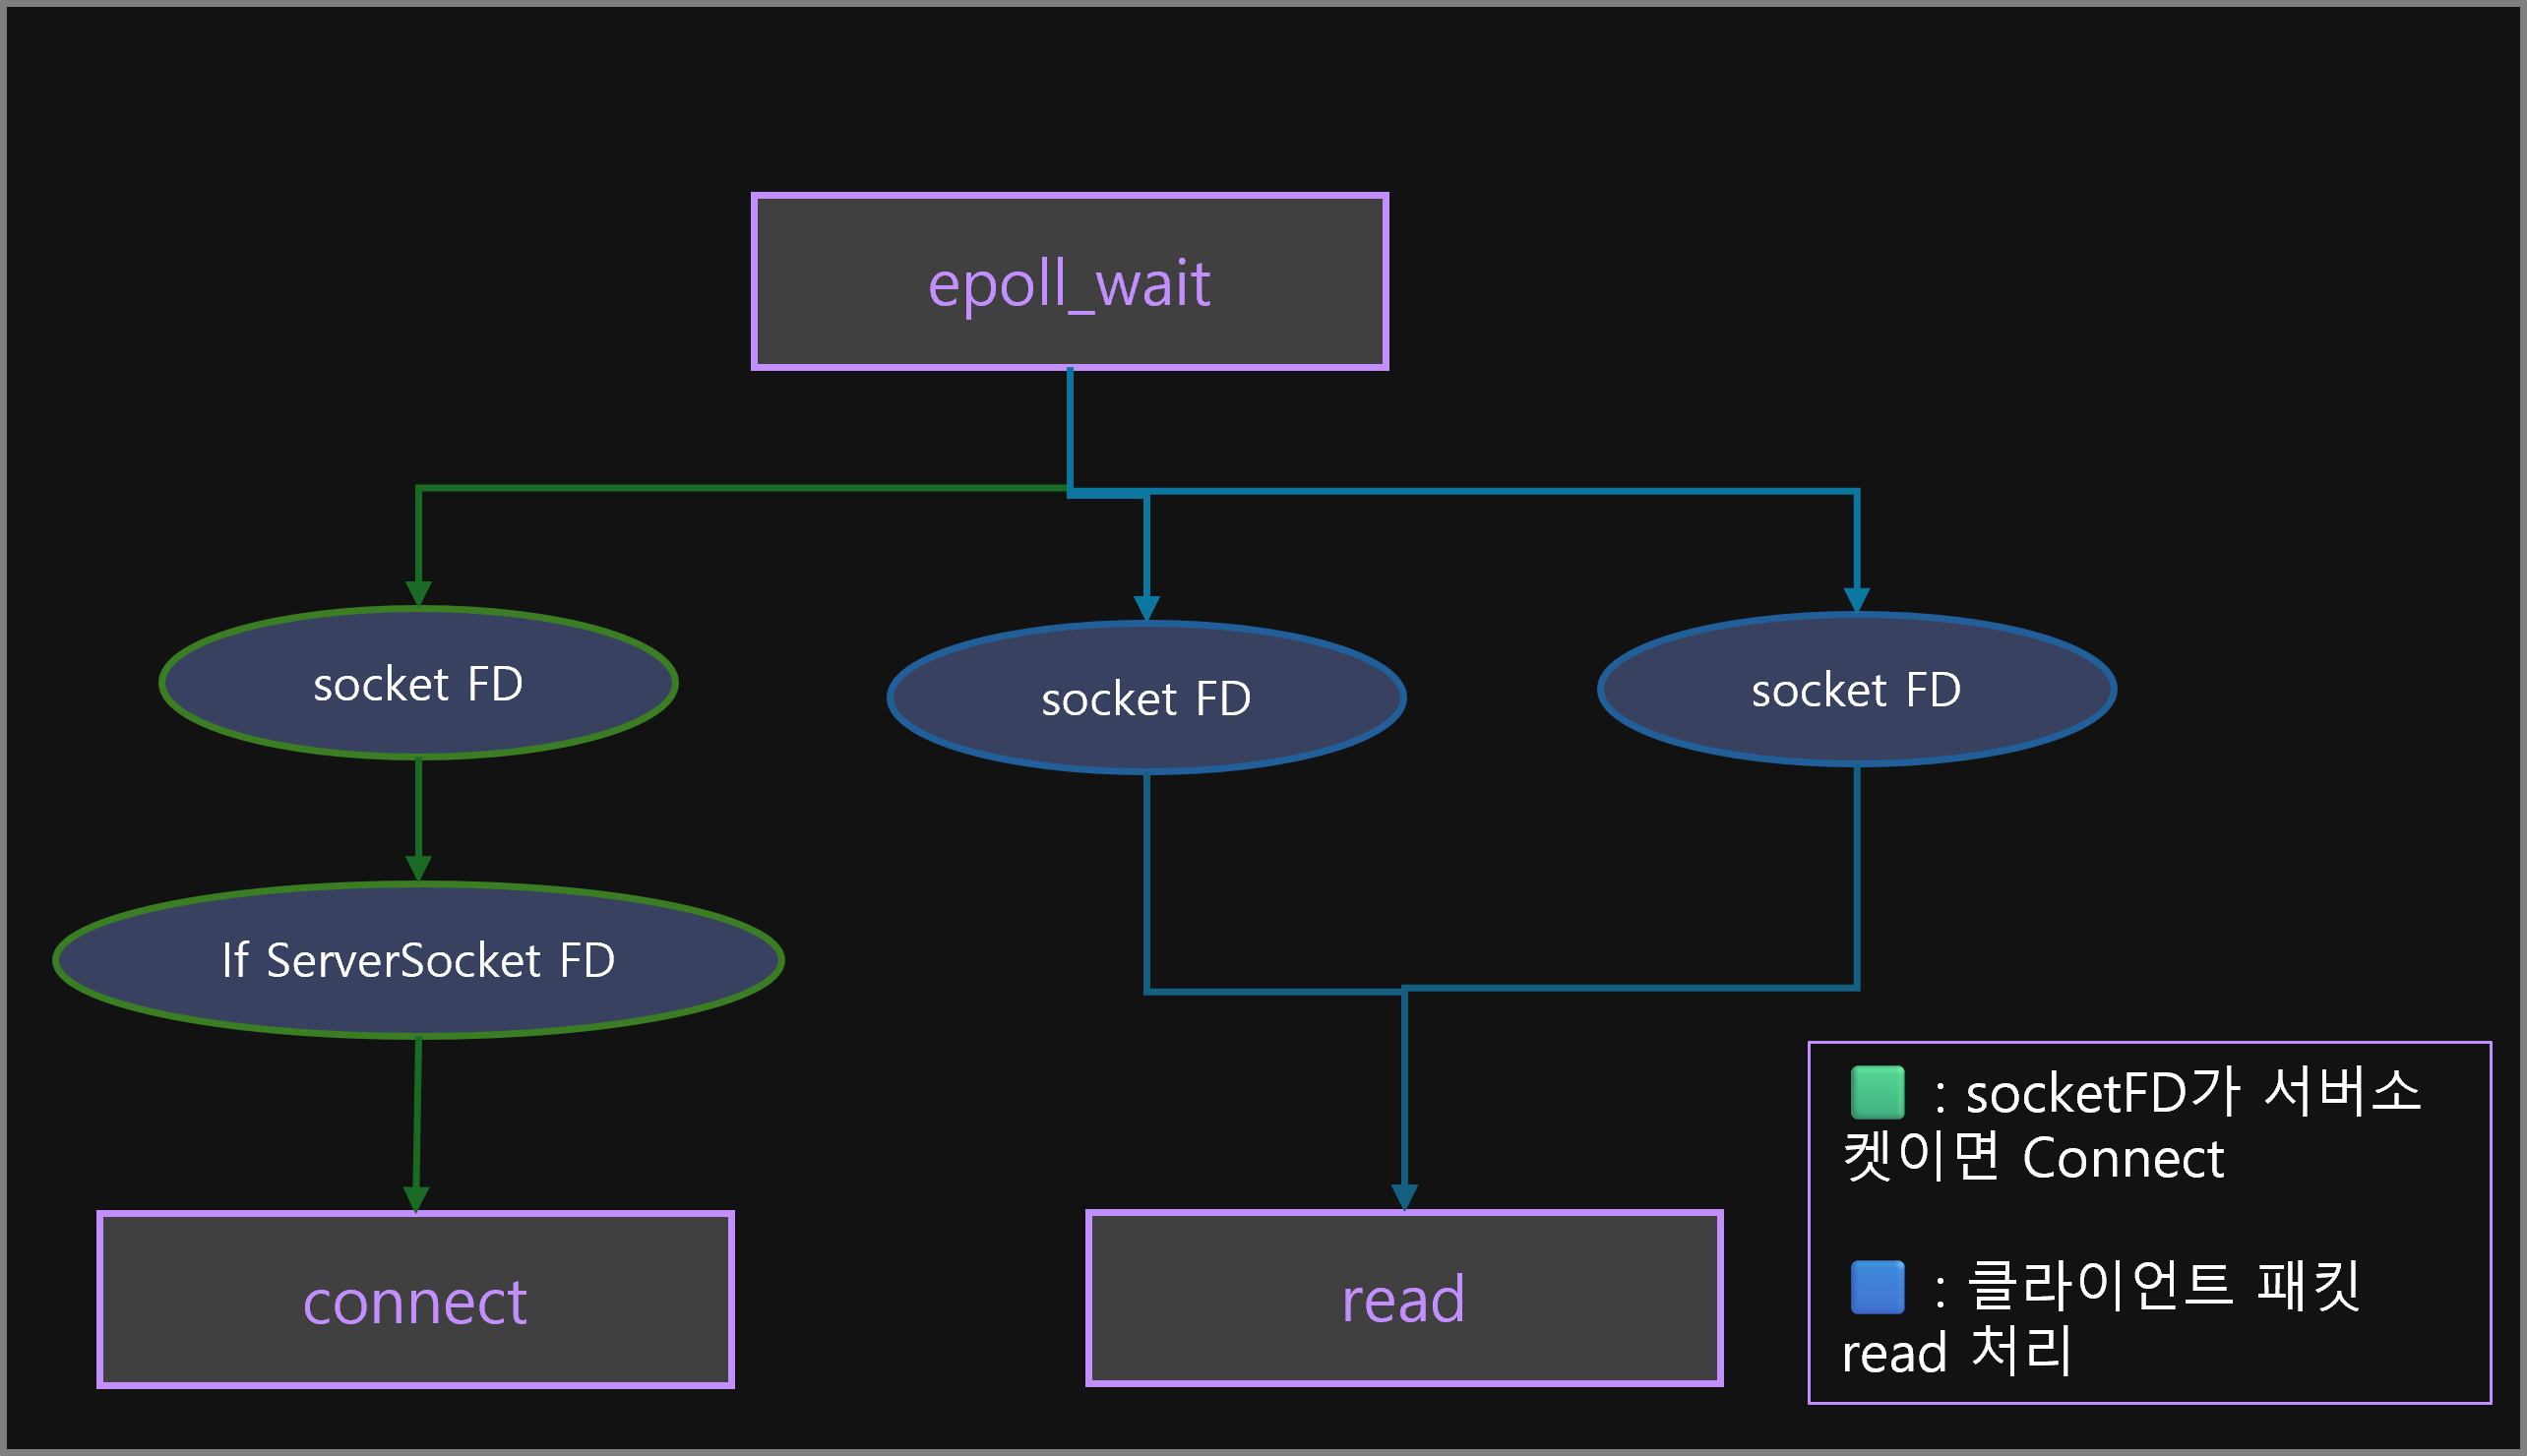 epoll_wait
socket FD
socket FD
socket FD
If ServerSocket FD
connect
read
: socketFD가 서버소
켓이면 Connect
: 클라이언트 패킷
read 처리